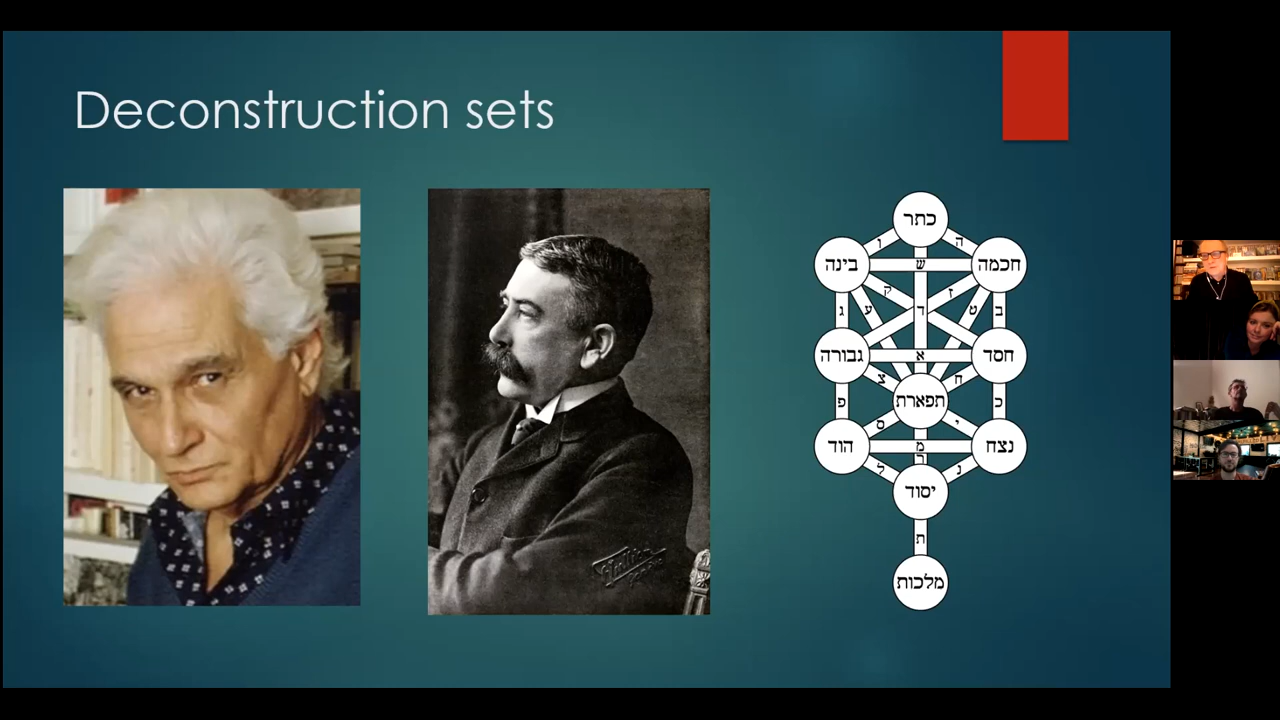 Deconstruction sets
כתר
ו
ה
בינה
ש
חכמה
ק
ז
ג
ע
ד
ט
ב
גבורה
א
חסד
צ
ח
תפארת
פ
כ
ס
י
הוד
מ
נצח
ר
ל
נ
יסוד
ת
מלכות